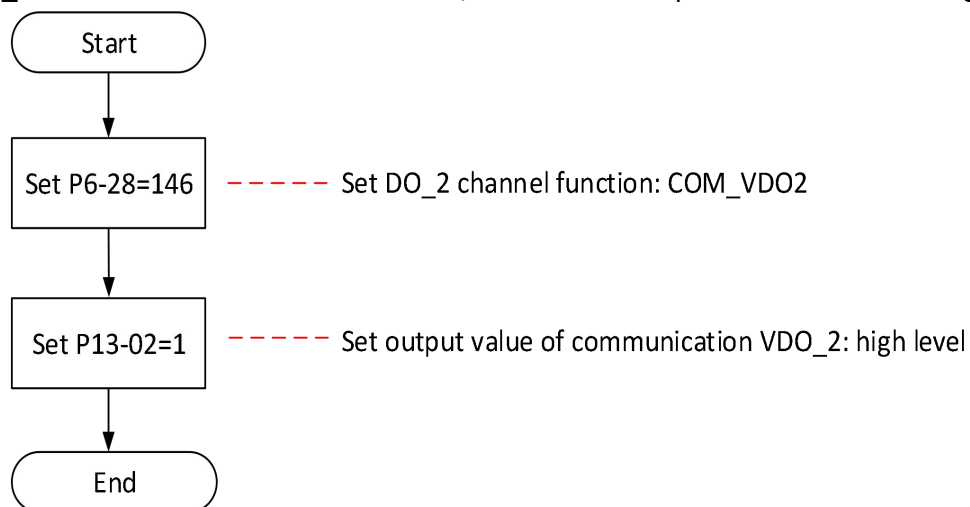 Start
Set P6-28=146
Set DO_2 channel function: COM_VDO2
Set P13-02=1
Set output value of communication VDO_2: high level
End